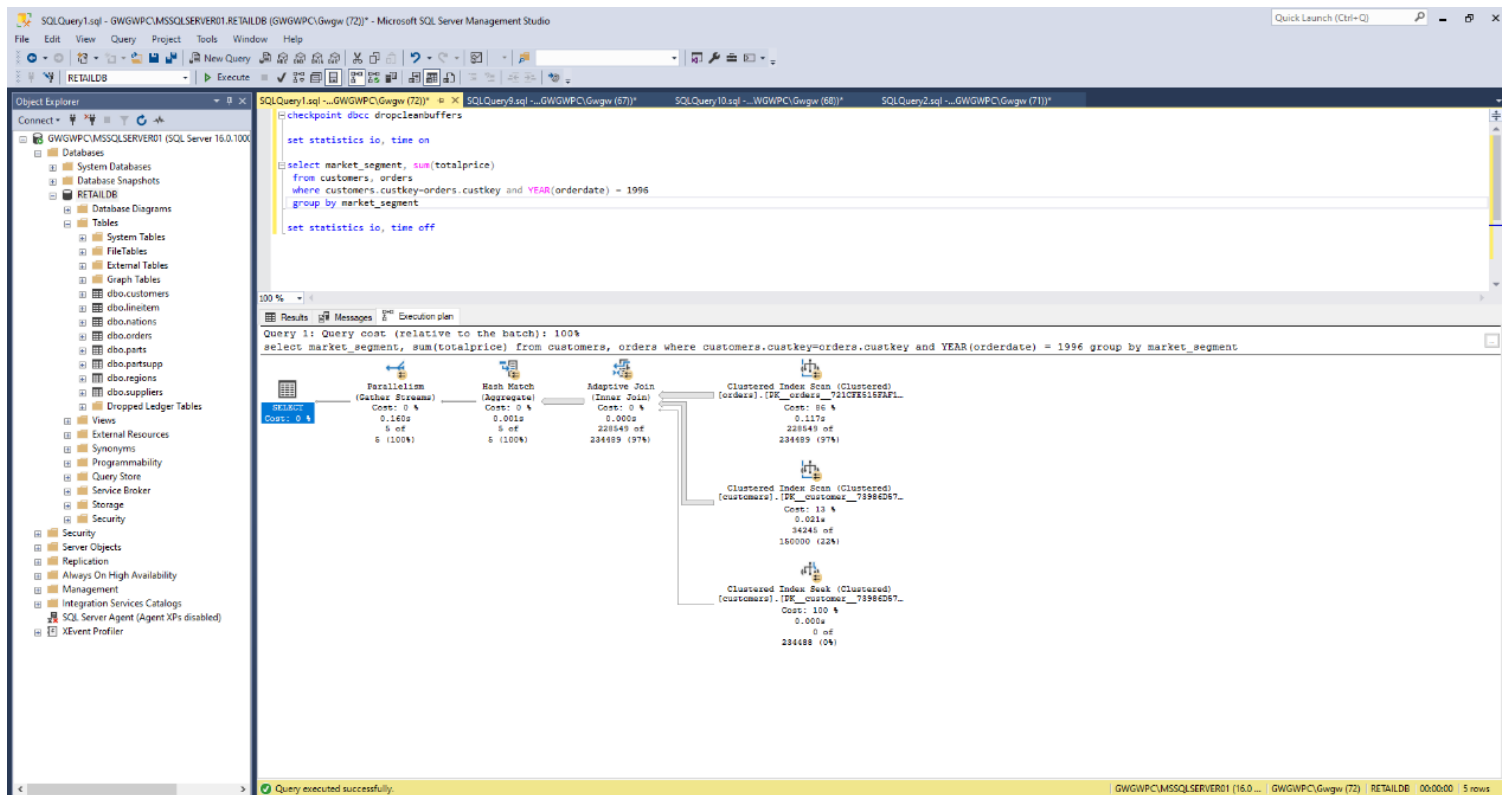 SQLQuery1.sql - GWGWPC\MSSQLSERVER01.RETAILDB (GWGWPC\Gwgw (72))* - Microsoft SQL Server Management Studio
Quick Launch (Ctrl+Q)
File Edit View Query Project Tools Window Help
New Query
RETAILDB
Execute
Object Explorer
Connect
GWGWPC\MSSQLSERVER01 (SQL Server 16.0.1000
Databases
System Databases
Database Snapshots
RETAILDB
Database Diagrams
Tables
System Tables
FileTables
External Tables
Graph Tables
dbo.customers
dbo.lineitem
dbo.nations
dbo.orders
dbo.parts
dbo.partsupp
dbo.regions
dbo.suppliers
Dropped Ledger Tables
Views
External Resources
Synonyms
Programmability
Query Store
Service Broker
Storage
Security
Security
Server Objects
Replication
Always On High Availability
Management
Integration Services Catalogs
SQL Server Agent (Agent XPs disabled)
XEvent Profiler
SQLQuery1.sql -...GWGWPC\Gwgw (72))* SQLQuery9.sql -...GWGWPC\Gwgw (67))* SQLQuery10.sql -...WGWPC\Gwgw (68))* SQLQuery2.sql -...GWGWPC\Gwgw (71))*
checkpoint dbcc dropcleanbuffers
set statistics io, time on
select market_segment, sum(totalprice)
from customers, orders
where customers.custkey=orders.custkey and YEAR(orderdate) = 1996
group by market_segment
set statistics io, time off
100 %
Results Messages Execution plan
Query 1: Query cost (relative to the batch): 100%
select market_segment, sum(totalprice) from customers, orders where customers.custkey=orders.custkey and YEAR(orderdate) = 1996 group by market_segment
SELECT
Cost: 0 %
Parallelism
(Gather Streams)
Cost: 0 %
0.160s
5 of
5 (100%)
Hash Match
(Aggregate)
Cost: 0 %
0.001s
5 of
5 (100%)
Adaptive Join
(Inner Join)
Cost: 0 %
0.000s
228549 of
234489 (97%)
Clustered Index Scan (Clustered)
[orders].[PK__orders__721CFE515FAF1…
Cost: 86 %
0.117s
228549 of
234489 (97%)
Clustered Index Scan (Clustered)
[customers].[PK__customer__73986D57…
Cost: 13 %
0.021s
34245 of
150000 (22%)
Clustered Index Seek (Clustered)
[customers].[PK__customer__73986D57…
Cost: 100 %
0.000s
0 of
234488 (0%)
Query executed successfully.
GWGWPC\MSSQLSERVER01 (16.0 ... GWGWPC\Gwgw (72) RETAILDB 00:00:00 5 rows